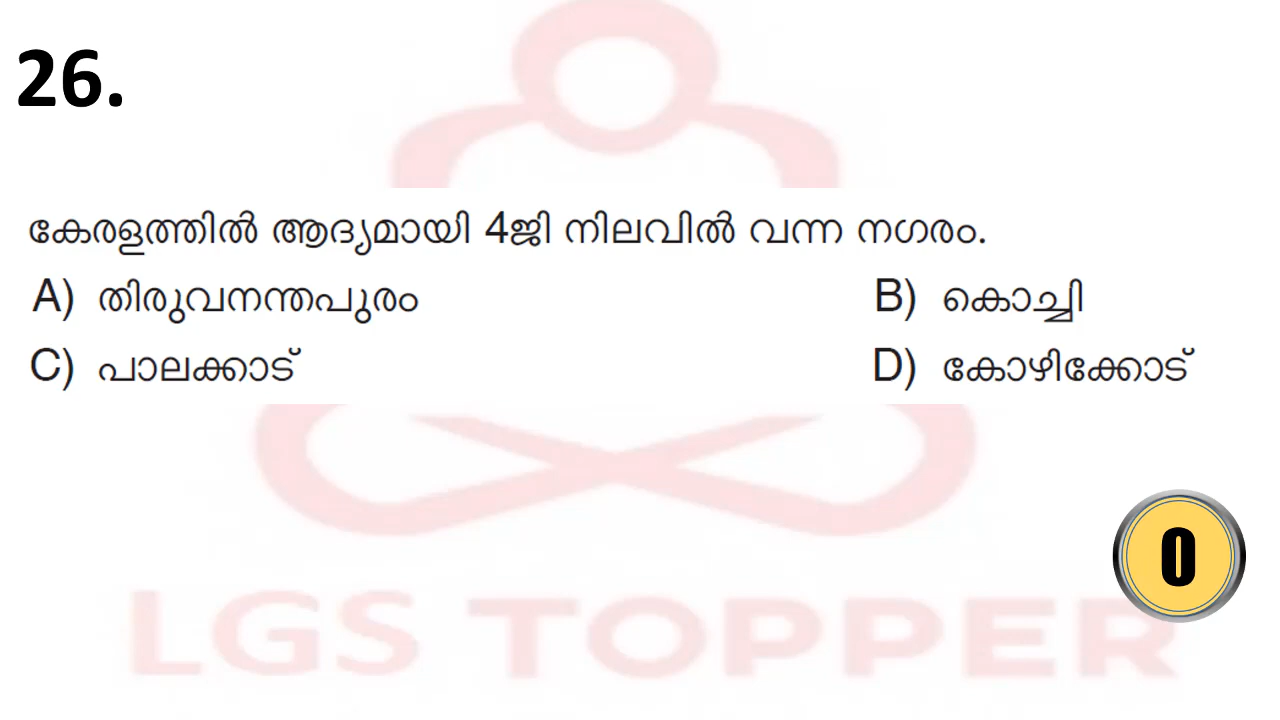 26.
കേരളത്തിൽ ആദ്യമായി 4ജി നിലവിൽ വന്ന നഗരം.
A) തിരുവനന്തപുരം B) കൊച്ചി
C) പാലക്കാട് D) കോഴിക്കോട്
0
LGS TOPPER